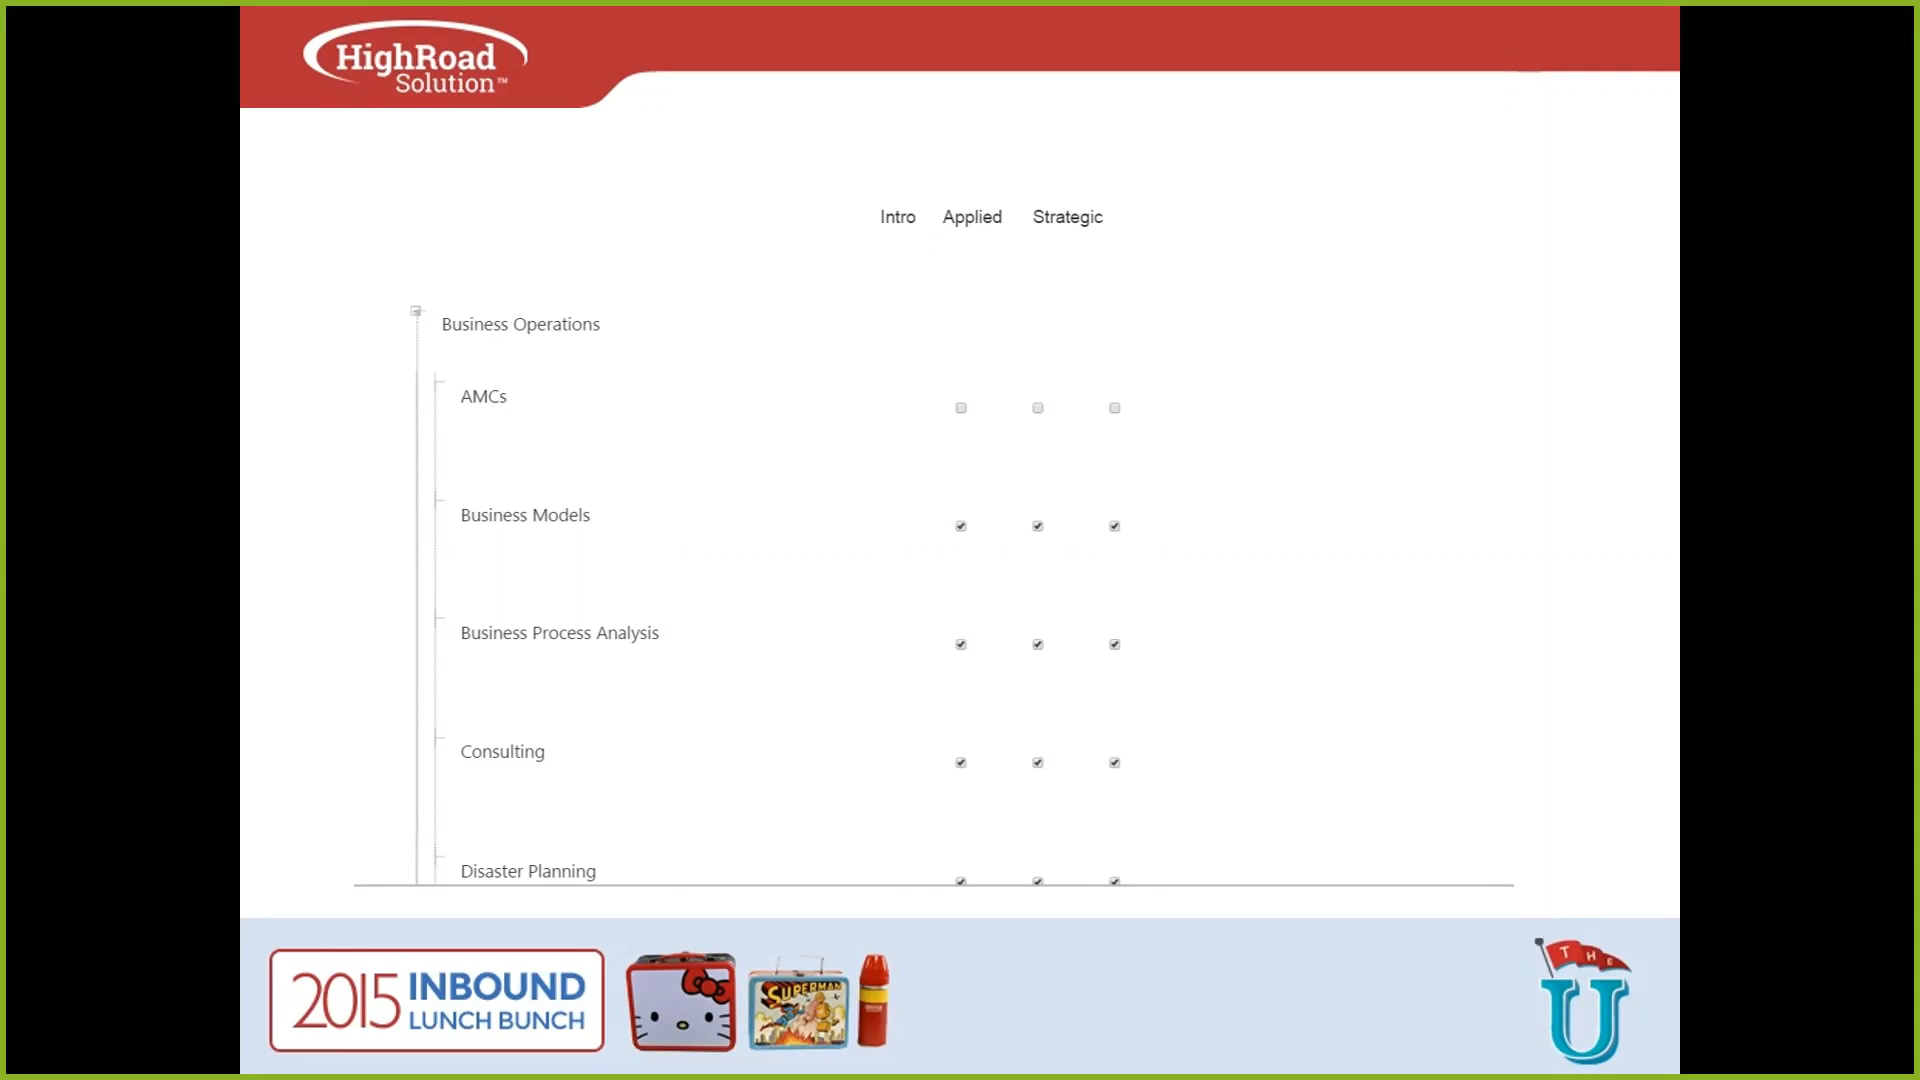 HighRoad
Solution™
Intro Applied Strategic
Business Operations
AMCs
Business Models
Business Process Analysis
Consulting
Disaster Planning
2015 INBOUND
LUNCH BUNCH
SUPERMAN
THE
U